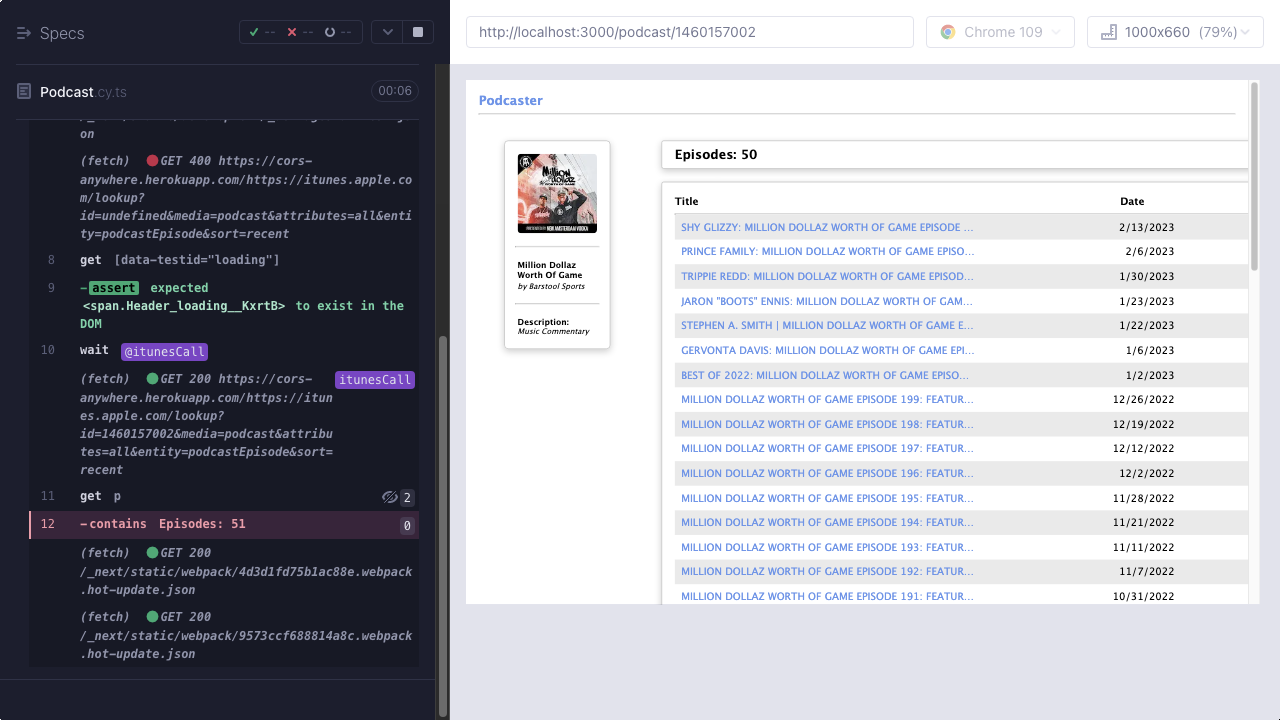 Specs
-- -- --
Podcast.cy.ts 00:06
on
(fetch) GET 400 https://cors-
anywhere.herokuapp.com/https://itunes.apple.co
m/lookup?
id=undefined&media=podcast&attributes=all&enti
ty=podcastEpisode&sort=recent
8 get [data-testid="loading"]
9 -assert expected
<span.Header_loading__KxrtB> to exist in the
DOM
10 wait @itunesCall
(fetch) GET 200 https://cors- itunesCall
anywhere.herokuapp.com/https://itun
es.apple.com/lookup?
id=1460157002&media=podcast&attribu
tes=all&entity=podcastEpisode&sort=
recent
11 get p 2
12 -contains Episodes: 51 0
(fetch) GET 200
/_next/static/webpack/4d3d1fd75b1ac88e.webpack
.hot-update.json
(fetch) GET 200
/_next/static/webpack/9573ccf688814a8c.webpack
.hot-update.json
http://localhost:3000/podcast/1460157002
Chrome 109
1000x660 (79%)
Podcaster
MILLION DOLLAZ
Million Dollaz
Worth Of Game
by Barstool Sports
Description:
Music Commentary
Episodes: 50
Title Date
SHY GLIZZY: MILLION DOLLAZ WORTH OF GAME EPISODE ... 2/13/2023
PRINCE FAMILY: MILLION DOLLAZ WORTH OF GAME EPISO... 2/6/2023
TRIPPIE REDD: MILLION DOLLAZ WORTH OF GAME EPISOD... 1/30/2023
JARON "BOOTS" ENNIS: MILLION DOLLAZ WORTH OF GAM... 1/23/2023
STEPHEN A. SMITH | MILLION DOLLAZ WORTH OF GAME E... 1/22/2023
GERVONTA DAVIS: MILLION DOLLAZ WORTH OF GAME EPI... 1/6/2023
BEST OF 2022: MILLION DOLLAZ WORTH OF GAME EPISO... 1/2/2023
MILLION DOLLAZ WORTH OF GAME EPISODE 199: FEATUR... 12/26/2022
MILLION DOLLAZ WORTH OF GAME EPISODE 198: FEATUR... 12/19/2022
MILLION DOLLAZ WORTH OF GAME EPISODE 197: FEATUR... 12/12/2022
MILLION DOLLAZ WORTH OF GAME EPISODE 196: FEATUR... 12/2/2022
MILLION DOLLAZ WORTH OF GAME EPISODE 195: FEATUR... 11/28/2022
MILLION DOLLAZ WORTH OF GAME EPISODE 194: FEATUR... 11/21/2022
MILLION DOLLAZ WORTH OF GAME EPISODE 193: FEATUR... 11/11/2022
MILLION DOLLAZ WORTH OF GAME EPISODE 192: FEATUR... 11/7/2022
MILLION DOLLAZ WORTH OF GAME EPISODE 191: FEATUR... 10/31/2022